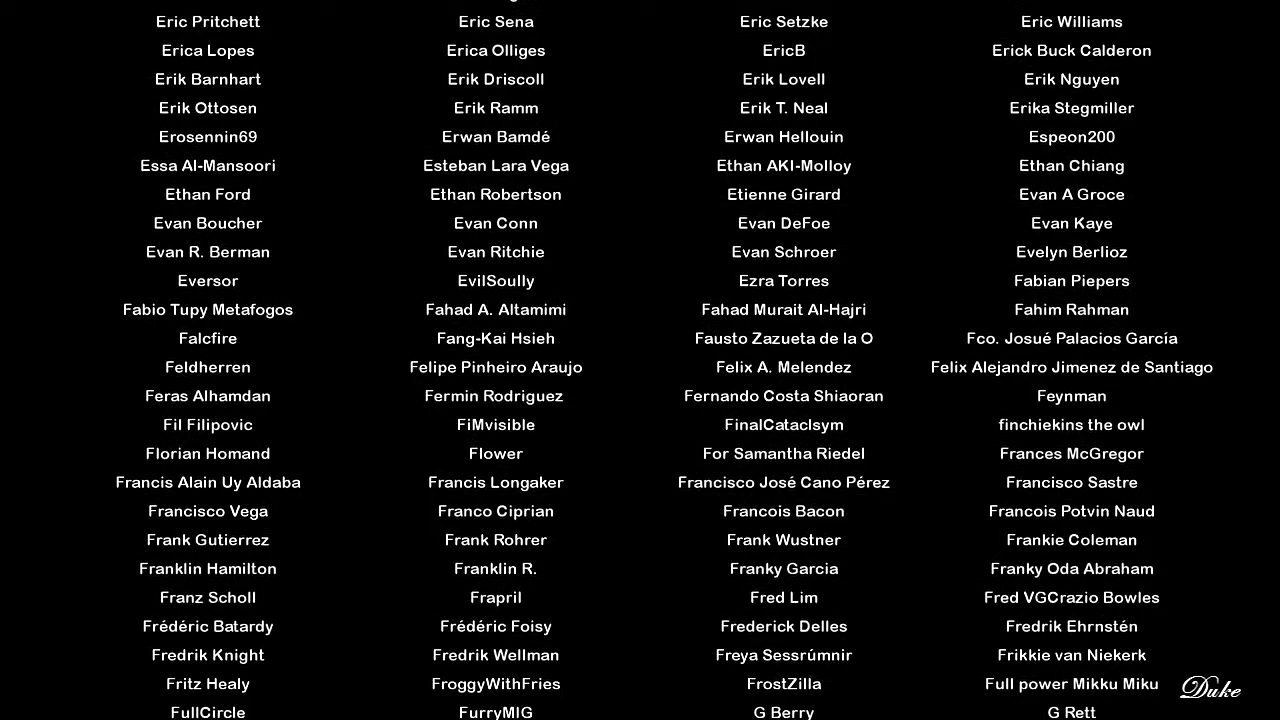 Eric Pritchett Eric Sena Eric Setzke Eric Williams
Erica Lopes Erica Olliges EricB Erick Buck Calderon
Erik Barnhart Erik Driscoll Erik Lovell Erik Nguyen
Erik Ottosen Erik Ramm Erik T. Neal Erika Stegmiller
Erosennin69 Erwan Bamdé Erwan Hellouin Espeon200
Essa Al-Mansoori Esteban Lara Vega Ethan AKI-Molloy Ethan Chiang
Ethan Ford Ethan Robertson Etienne Girard Evan A Groce
Evan Boucher Evan Conn Evan DeFoe Evan Kaye
Evan R. Berman Evan Ritchie Evan Schroer Evelyn Berlioz
Eversor EvilSoully Ezra Torres Fabian Piepers
Fabio Tupy Metafogos Fahad A. Altamimi Fahad Murait Al-Hajri Fahim Rahman
Falcfire Fang-Kai Hsieh Fausto Zazueta de la O Fco. Josué Palacios García
Feldherren Felipe Pinheiro Araujo Felix A. Melendez Felix Alejandro Jimenez de Santiago
Feras Alhamdan Fermin Rodriguez Fernando Costa Shiaoran Feynman
Fil Filipovic FiMvisible FinalCataclsym finchiekins the owl
Florian Homand Flower For Samantha Riedel Frances McGregor
Francis Alain Uy Aldaba Francis Longaker Francisco José Cano Pérez Francisco Sastre
Francisco Vega Franco Ciprian Francois Bacon Francois Potvin Naud
Frank Gutierrez Frank Rohrer Frank Wustner Frankie Coleman
Franklin Hamilton Franklin R. Franky Garcia Franky Oda Abraham
Franz Scholl Frapril Fred Lim Fred VGCrazio Bowles
Frédéric Batardy Frédéric Foisy Frederick Delles Fredrik Ehrnstén
Fredrik Knight Fredrik Wellman Freya Sessrúmnir Frikkie van Niekerk
Fritz Healy FroggyWithFries FrostZilla Full power Mikku Miku Duke
FullCircle FurryMIG G Berry G Rett